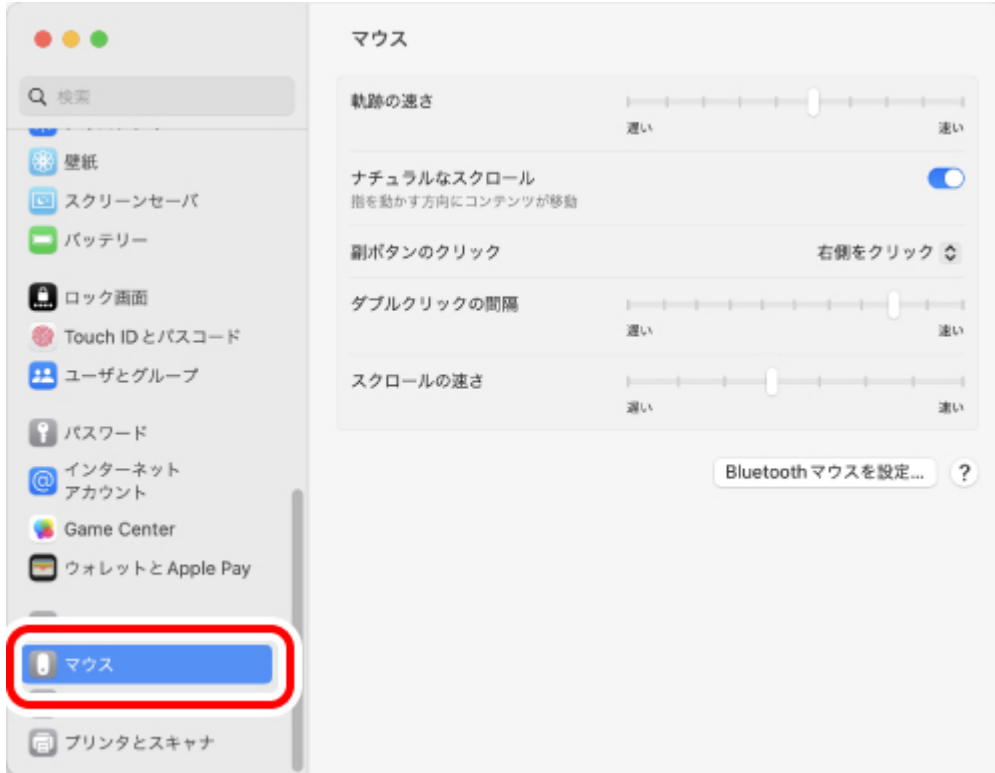 検索
壁紙
スクリーンセーバ
バッテリー
ロック画面
Touch IDとパスコード
ユーザとグループ
パスワード
インターネット
アカウント
Game Center
ウォレットとApple Pay
マウス
プリンタとスキャナ
マウス
軌跡の速さ
遅い
速い
ナチュラルなスクロール
指を動かす方向にコンテンツが移動
副ボタンのクリック
右側をクリック
ダブルクリックの間隔
遅い
速い
スクロールの速さ
遅い
速い
Bluetoothマウスを設定...
?